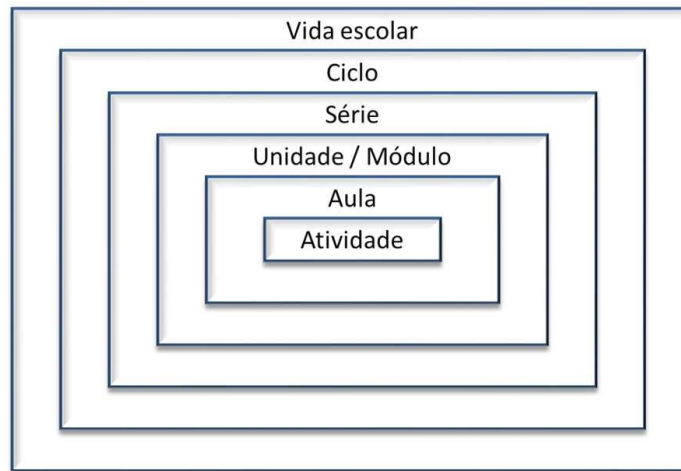 Vida escolar
Ciclo
Série
Unidade / Módulo
Aula
Atividade